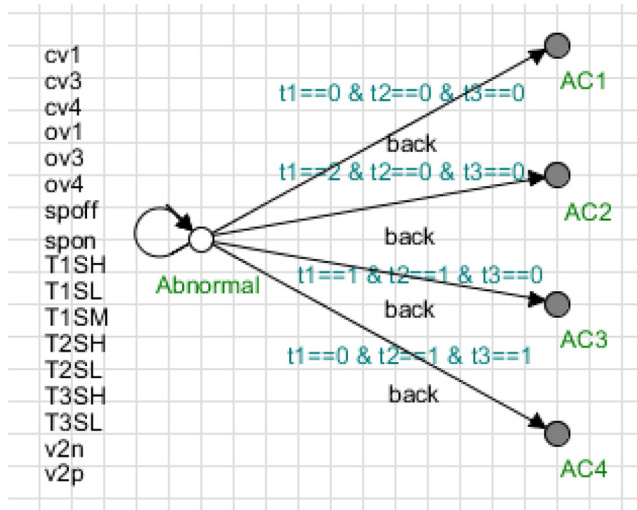 cv1
cv3
cv4
ov1
ov3
ov4
spoff
spon
T1SH
T1SL
T1SM
T2SH
T2SL
T3SH
T3SL
v2n
v2p
Abnormal
t1==0 & t2==0 & t3==0
back
AC1
t1==2 & t2==0 & t3==0
back
AC2
t1==1 & t2==1 & t3==0
back
AC3
t1==0 & t2==1 & t3==1
back
AC4